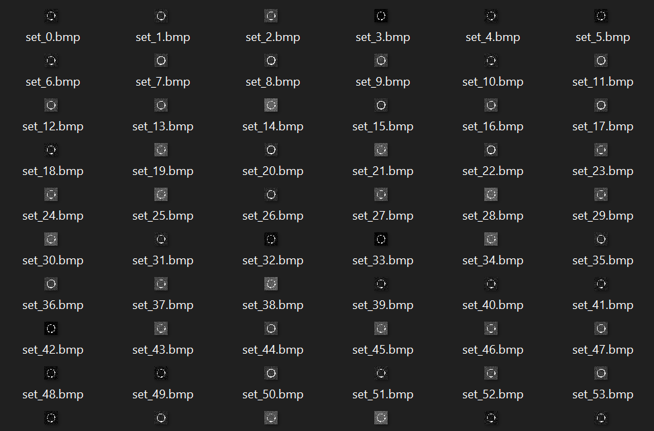 set_0.bmp set_1.bmp set_2.bmp set_3.bmp set_4.bmp set_5.bmp
set_6.bmp set_7.bmp set_8.bmp set_9.bmp set_10.bmp set_11.bmp
set_12.bmp set_13.bmp set_14.bmp set_15.bmp set_16.bmp set_17.bmp
set_18.bmp set_19.bmp set_20.bmp set_21.bmp set_22.bmp set_23.bmp
set_24.bmp set_25.bmp set_26.bmp set_27.bmp set_28.bmp set_29.bmp
set_30.bmp set_31.bmp set_32.bmp set_33.bmp set_34.bmp set_35.bmp
set_36.bmp set_37.bmp set_38.bmp set_39.bmp set_40.bmp set_41.bmp
set_42.bmp set_43.bmp set_44.bmp set_45.bmp set_46.bmp set_47.bmp
set_48.bmp set_49.bmp set_50.bmp set_51.bmp set_52.bmp set_53.bmp